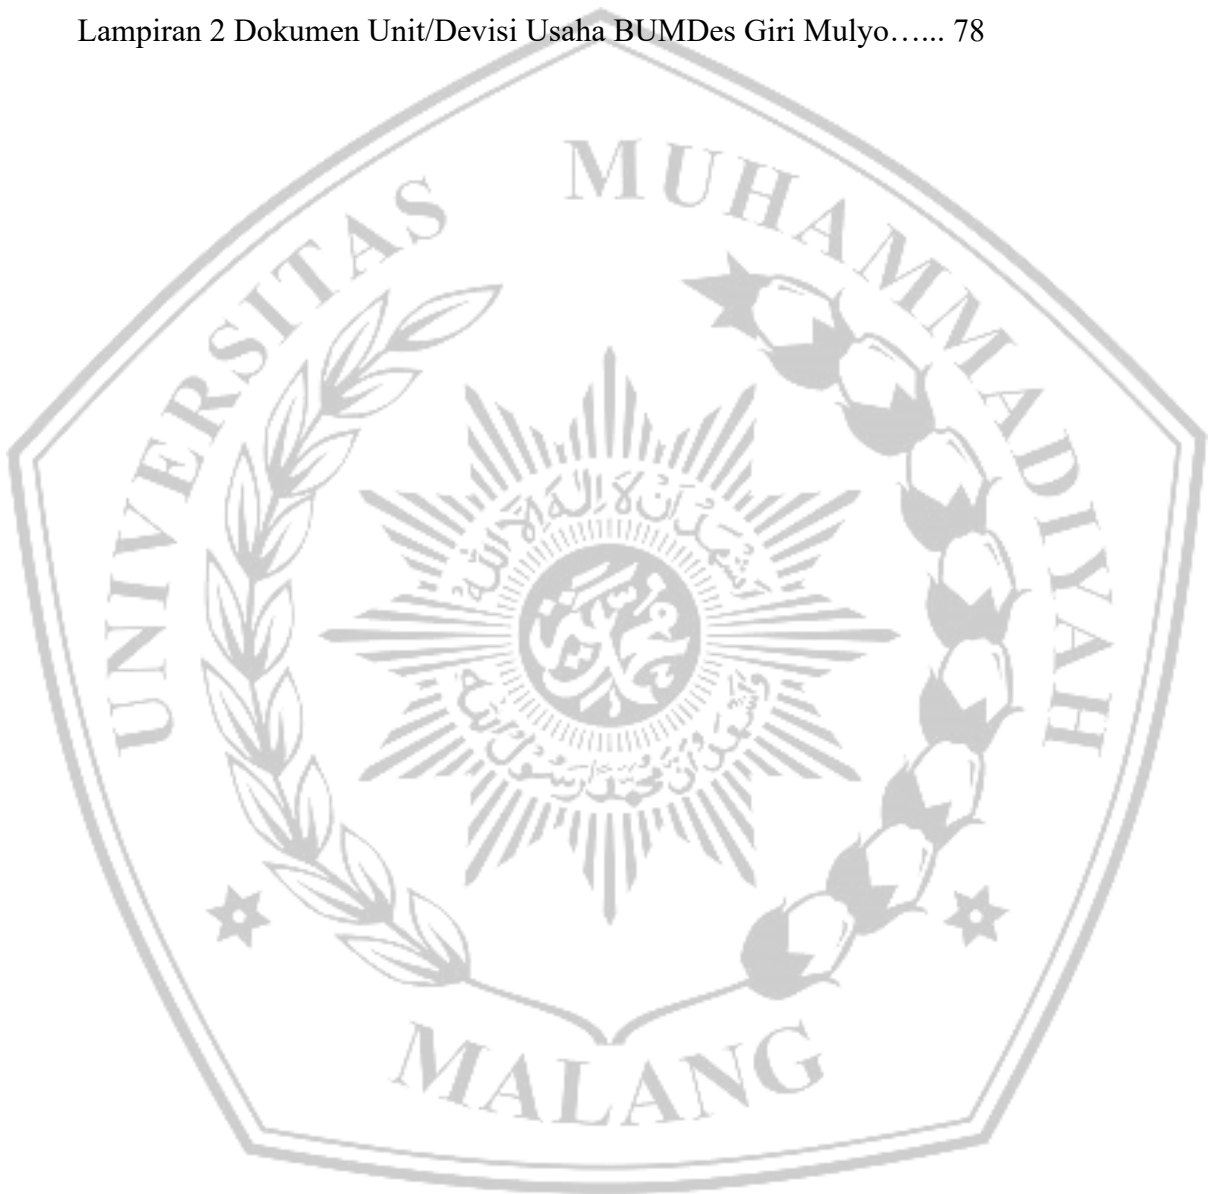 Lampiran 2 Dokumen Unit/Devisi Usaha BUMDes Giri Mulyo…... 78
UNIVERSITAS MUHAMMADIYAH
MALANG